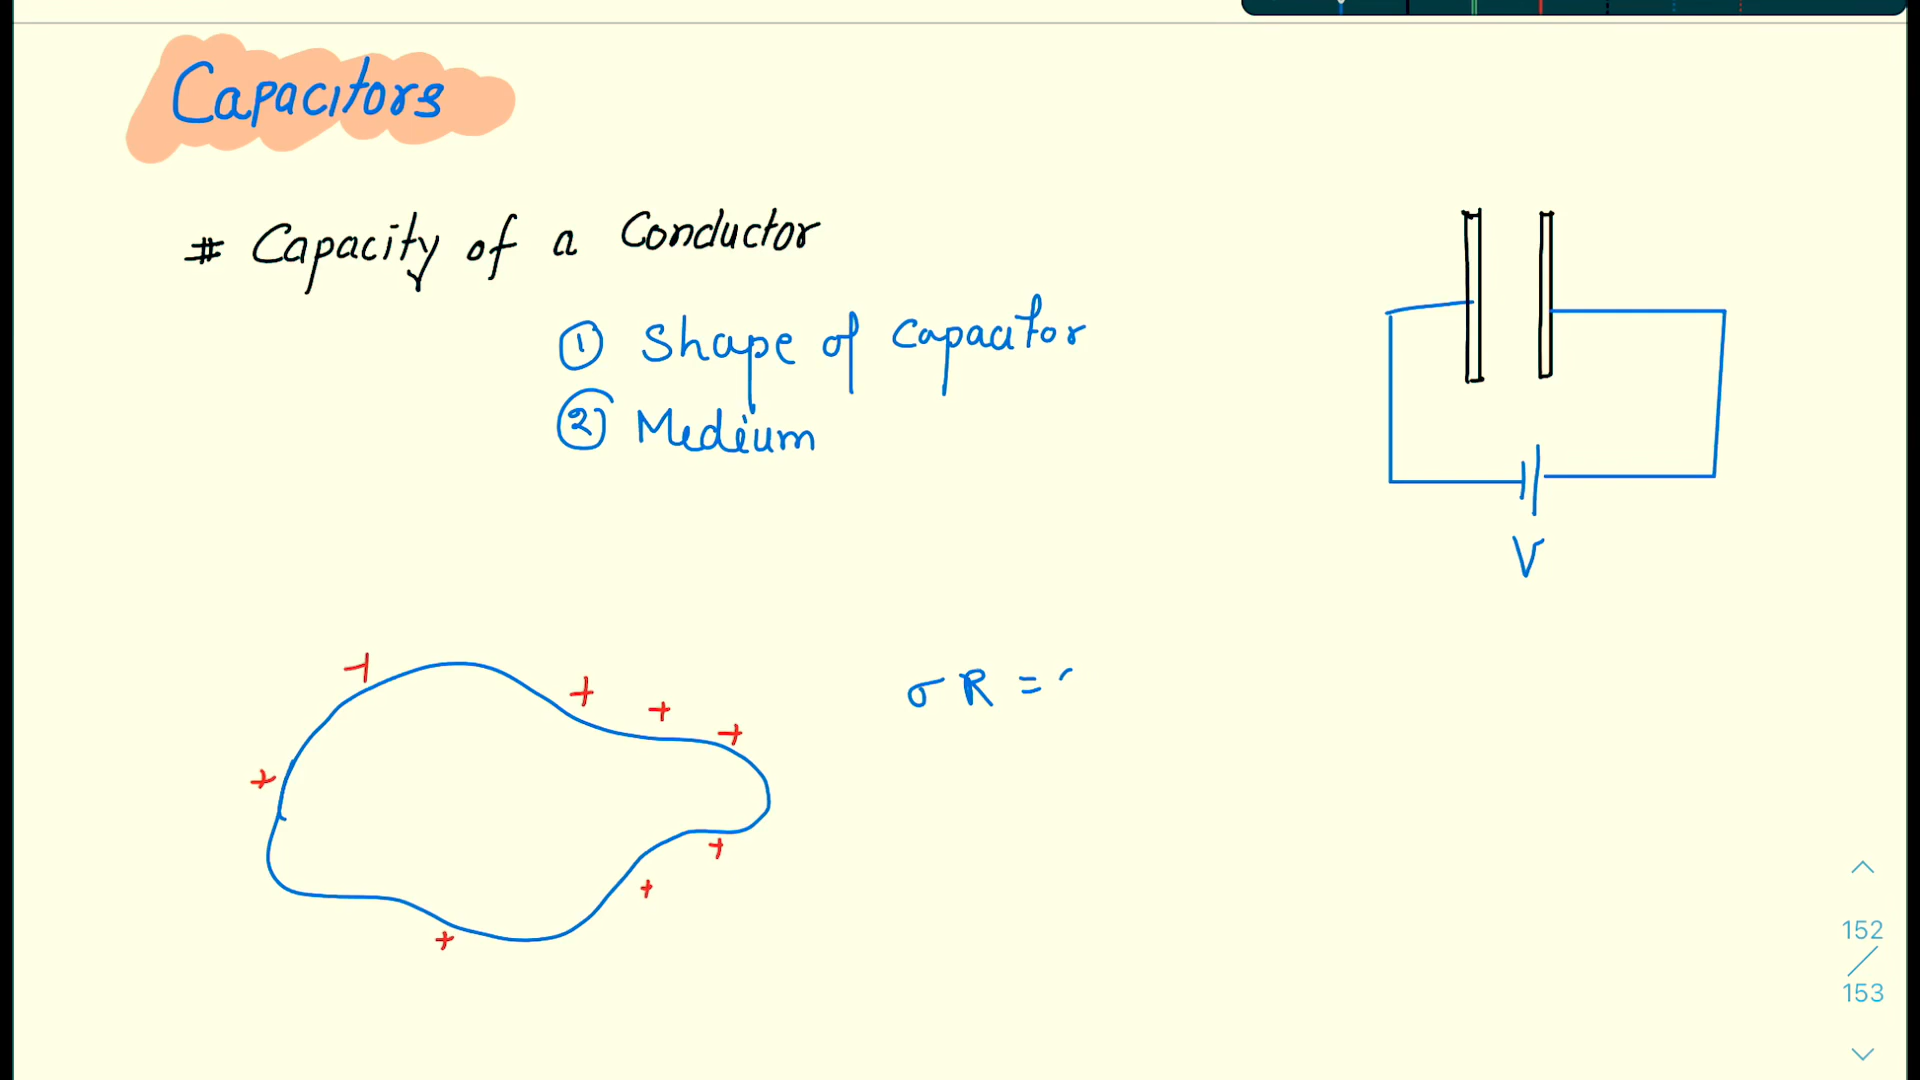 Capacitors
# Capacity of a Conductor
① Shape of Capacitor
② Medium
V
σ R =
152
/
153